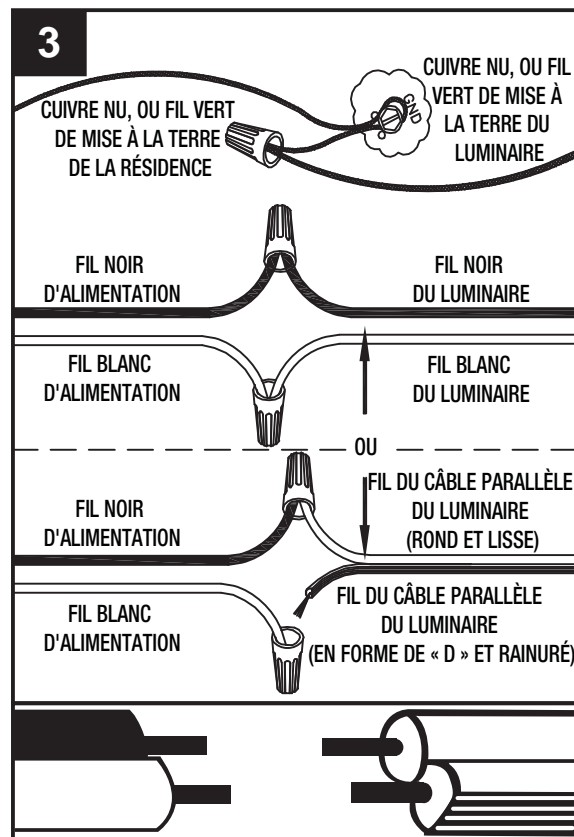 3
CUIVRE NU, OU FIL VERT
DE MISE À LA TERRE
DE LA RÉSIDENCE
GND
CUIVRE NU, OU FIL
VERT DE MISE À
LA TERRE DU
LUMINAIRE
FIL NOIR
D'ALIMENTATION
FIL NOIR
DU LUMINAIRE
FIL BLANC
D'ALIMENTATION
FIL BLANC
DU LUMINAIRE
OU
FIL NOIR
D'ALIMENTATION
FIL DU CÂBLE PARALLÈLE
DU LUMINAIRE
(ROND ET LISSE)
FIL BLANC
D'ALIMENTATION
FIL DU CÂBLE PARALLÈLE
DU LUMINAIRE
(EN FORME DE « D » ET RAINURÉ)